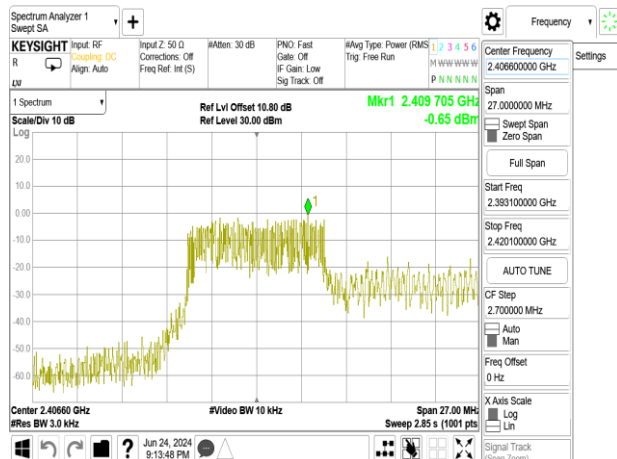 Spectrum Analyzer 1
Swept SA
Frequency
Settings
KEYSIGHT
R
Input: RF
Coupling: DC
Align: Auto
Input Z: 50 Ω
Corrections: Off
Freq Ref: Int (S)
#Atten: 30 dB
PNO: Fast
Gate: Off
IF Gain: Low
Sig Track: Off
#Avg Type: Power (RMS
Trig: Free Run
1 2 3 4 5 6
M W W W W W
P N N N N N
1 Spectrum
Scale/Div 10 dB
Ref Lvl Offset 10.80 dB
Ref Level 30.00 dBm
Mkr1 2.409 705 GHz
-0.65 dBm
Log
20.0
10.0
0.00
-10.0
-20.0
-30.0
-40.0
-50.0
-60.0
1
Center 2.40660 GHz
#Res BW 3.0 kHz
#Video BW 10 kHz
Span 27.00 MHz
Sweep 2.85 s (1001 pts)
Center Frequency
2.406600000 GHz
Span
27.0000000 MHz
Swept Span
Zero Span
Full Span
Start Freq
2.393100000 GHz
Stop Freq
2.420100000 GHz
AUTO TUNE
CF Step
2.700000 MHz
Auto
Man
Freq Offset
0 Hz
X Axis Scale
Log
Lin
Signal Track
(Span Zoom)
?
Jun 24, 2024
9:13:48 PM